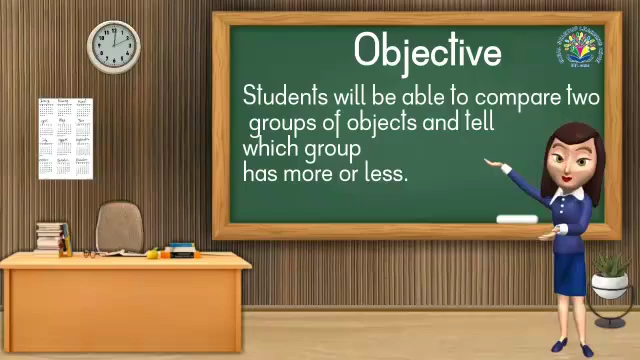 Objective
Students will be able to compare two
groups of objects and tell
which group
has more or less.